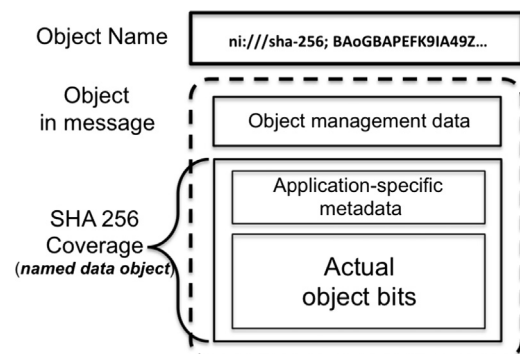 Object Name
ni:///sha-256; BAoGBAPEFK9IA49Z...
Object
in message
Object management data
SHA 256
Coverage
(named data object)
Application-specific
metadata
Actual
object bits